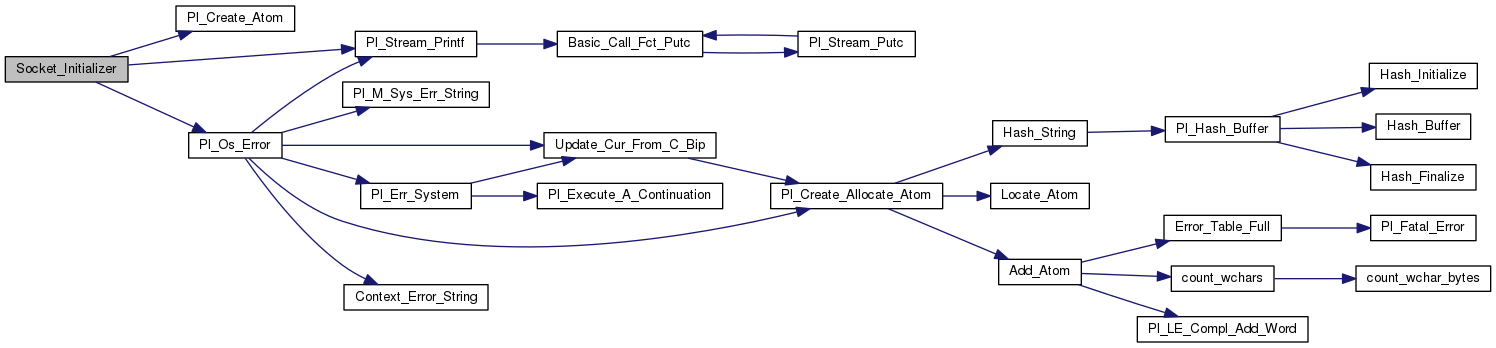 Socket_Initializer
Pl_Create_Atom
Pl_Stream_Printf
Basic_Call_Fct_Putc
Pl_Stream_Putc
Pl_M_Sys_Err_String
Pl_Os_Error
Update_Cur_From_C_Bip
Pl_Err_System
Pl_Execute_A_Continuation
Pl_Create_Allocate_Atom
Context_Error_String
Hash_String
Locate_Atom
Add_Atom
Pl_Hash_Buffer
Hash_Initialize
Hash_Buffer
Hash_Finalize
Error_Table_Full
Pl_Fatal_Error
count_wchars
count_wchar_bytes
Pl_LE_Compl_Add_Word